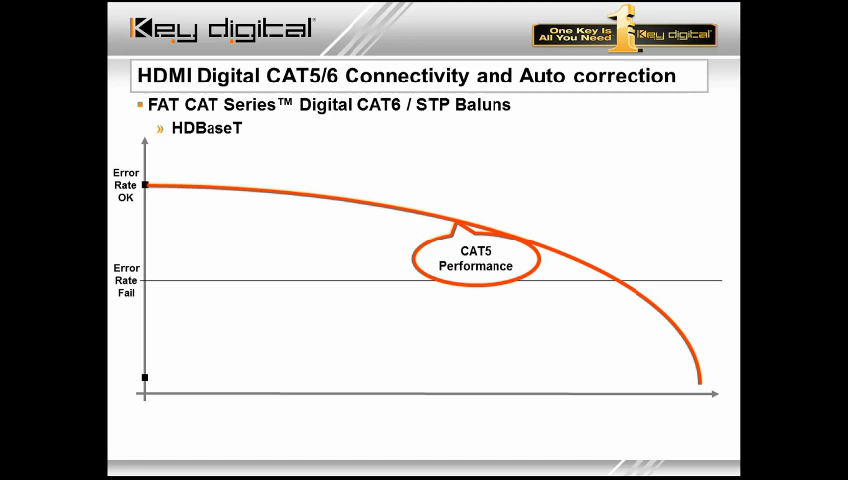 Key digital®
One Key Is
All You Need
1
Key digital
HDMI Digital CAT5/6 Connectivity and Auto correction
FAT CAT Series™ Digital CAT6 / STP Baluns
» HDBaseT
Error
Rate
OK
CAT5
Performance
Error
Rate
Fail